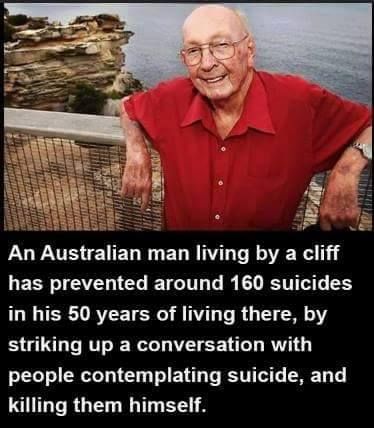 An Australian man living by a cliff
has prevented around 160 suicides
in his 50 years of living there, by
striking up a conversation with
people contemplating suicide, and
killing them himself.